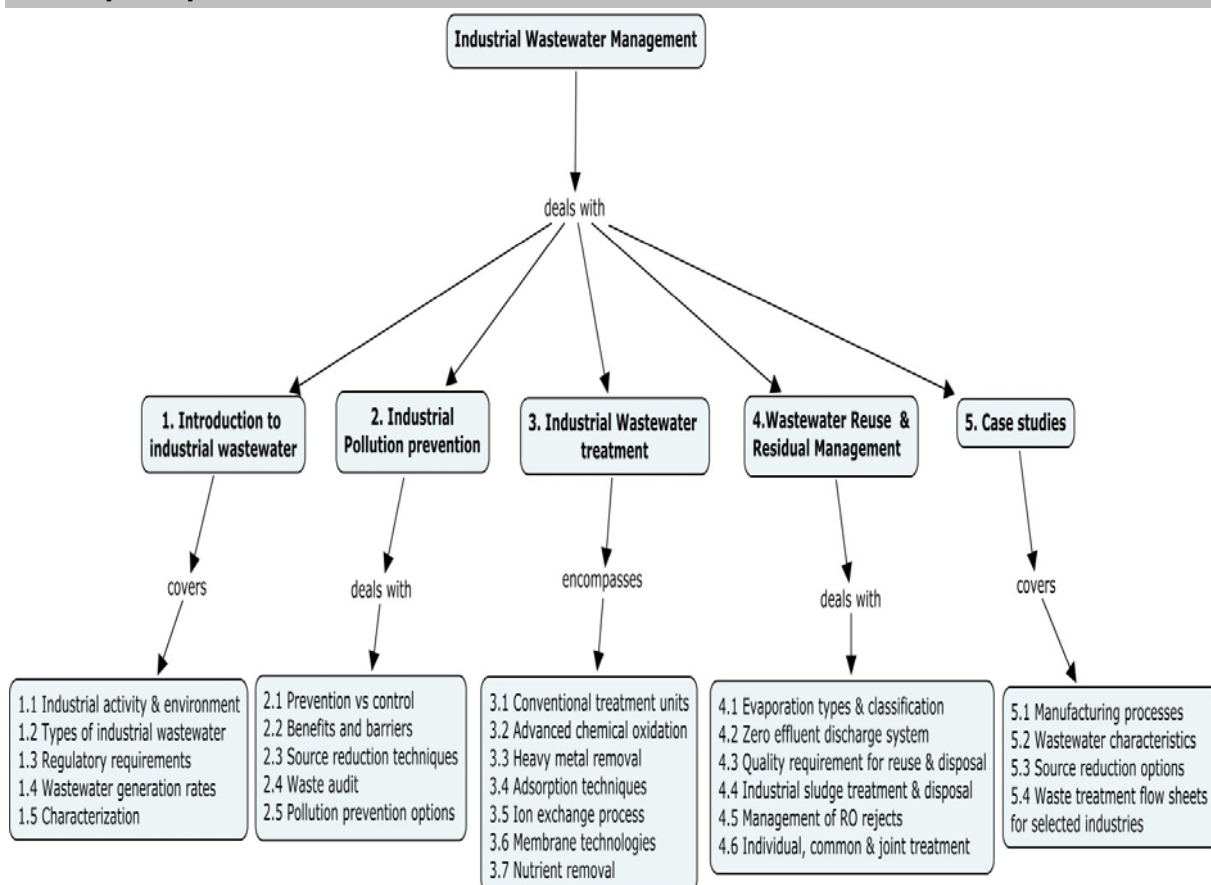 Industrial Wastewater Management
deals with
1. Introduction to
industrial wastewater
2. Industrial
Pollution prevention
3. Industrial Wastewater
treatment
4.Wastewater Reuse &
Residual Management
5. Case studies
covers
deals with
encompasses
deals with
covers
1.1 Industrial activity & environment
1.2 Types of industrial wastewater
1.3 Regulatory requirements
1.4 Wastewater generation rates
1.5 Characterization
2.1 Prevention vs control
2.2 Benefits and barriers
2.3 Source reduction techniques
2.4 Waste audit
2.5 Pollution prevention options
3.1 Conventional treatment units
3.2 Advanced chemical oxidation
3.3 Heavy metal removal
3.4 Adsorption techniques
3.5 Ion exchange process
3.6 Membrane technologies
3.7 Nutrient removal
4.1 Evaporation types & classification
4.2 Zero effluent discharge system
4.3 Quality requirement for reuse & disposal
4.4 Industrial sludge treatment & disposal
4.5 Management of RO rejects
4.6 Individual, common & joint treatment
5.1 Manufacturing processes
5.2 Wastewater characteristics
5.3 Source reduction options
5.4 Waste treatment flow sheets
for selected industries